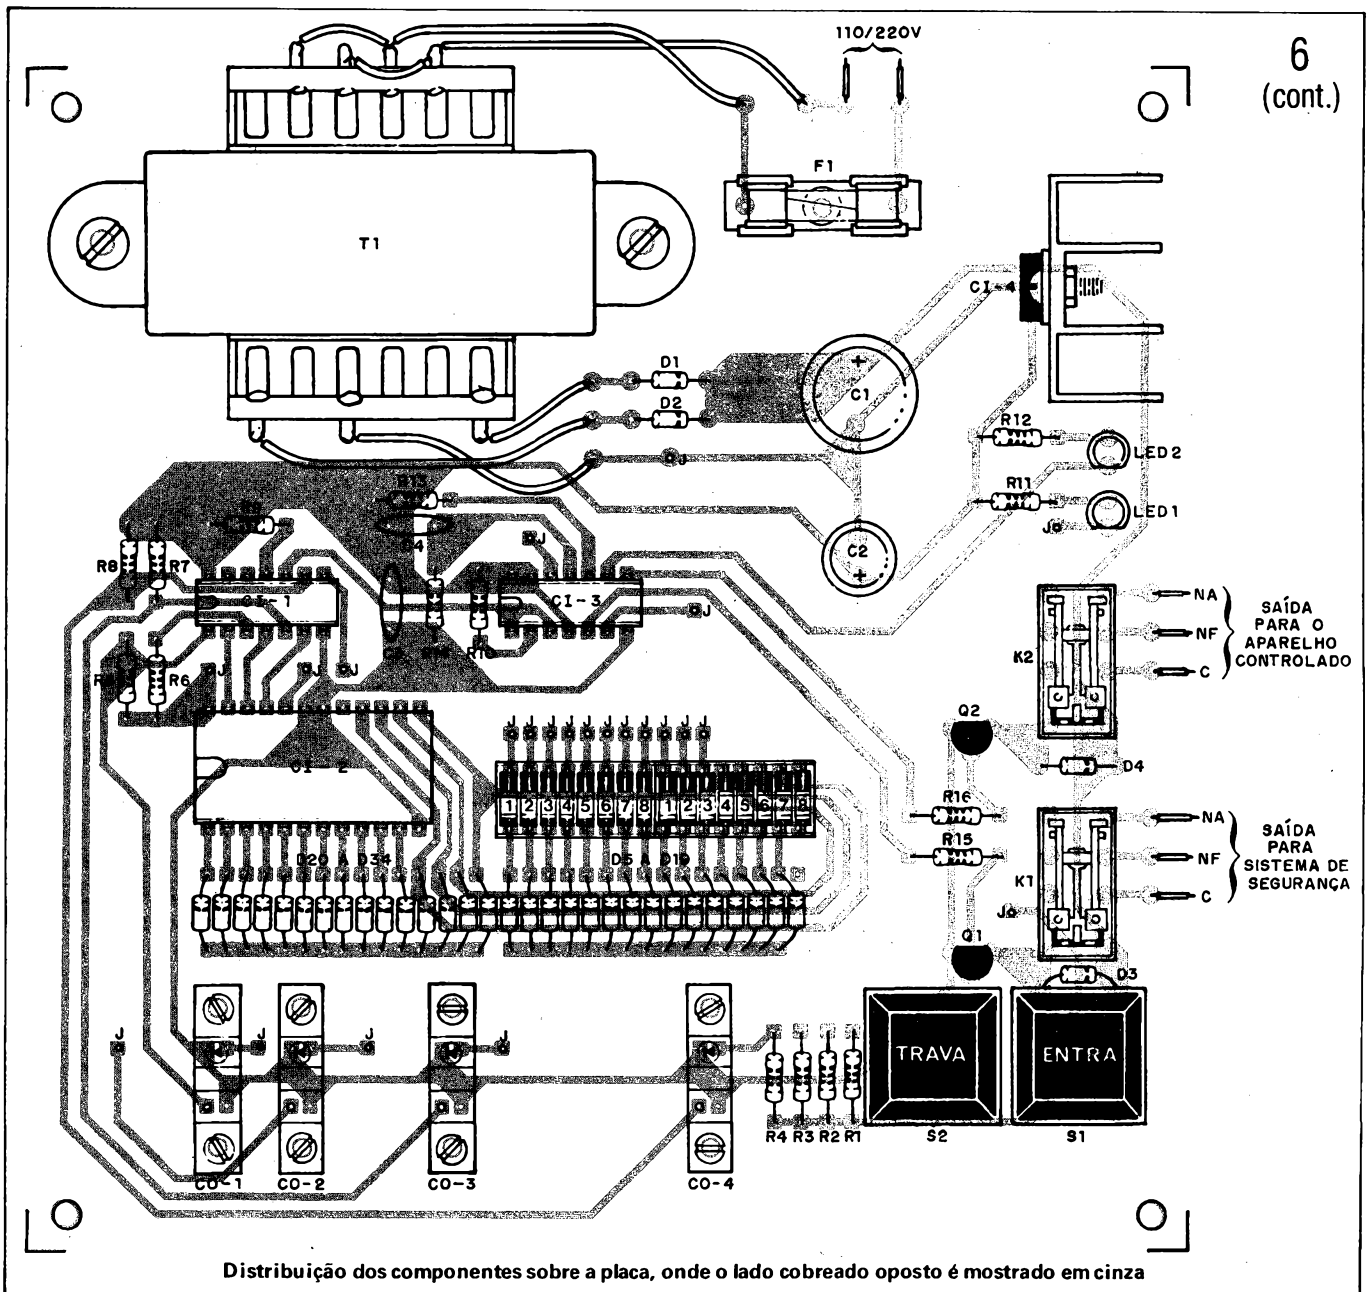 110/220V
6
(cont.)
F1
T1
CI-4
D1
C1
D2
R12
LED2
J
R13
R11
LED1
J
J
C2
R8
R7
CI-1
CI-3
J
NA
NF
C
SAÍDA
PARA O
APARELHO
CONTROLADO
K2
R6
J
J
J
Q2
J J J J J J J J J J J
CI-2
D4
1 2 3 4 5 6 7 8 1 2 3 4 5 6 7 8
R16
R15
NA
NF
C
SAÍDA
PARA
SISTEMA DE
SEGURANÇA
D20 A D34
D5 A D19
K1
J
Q1
D3
J
J
J
J
TRAVA
ENTRA
R4 R3 R2 R1
S2
S1
CO-1
CO-2
CO-3
CO-4
Distribuição dos componentes sobre a placa, onde o lado cobreado oposto é mostrado em cinza